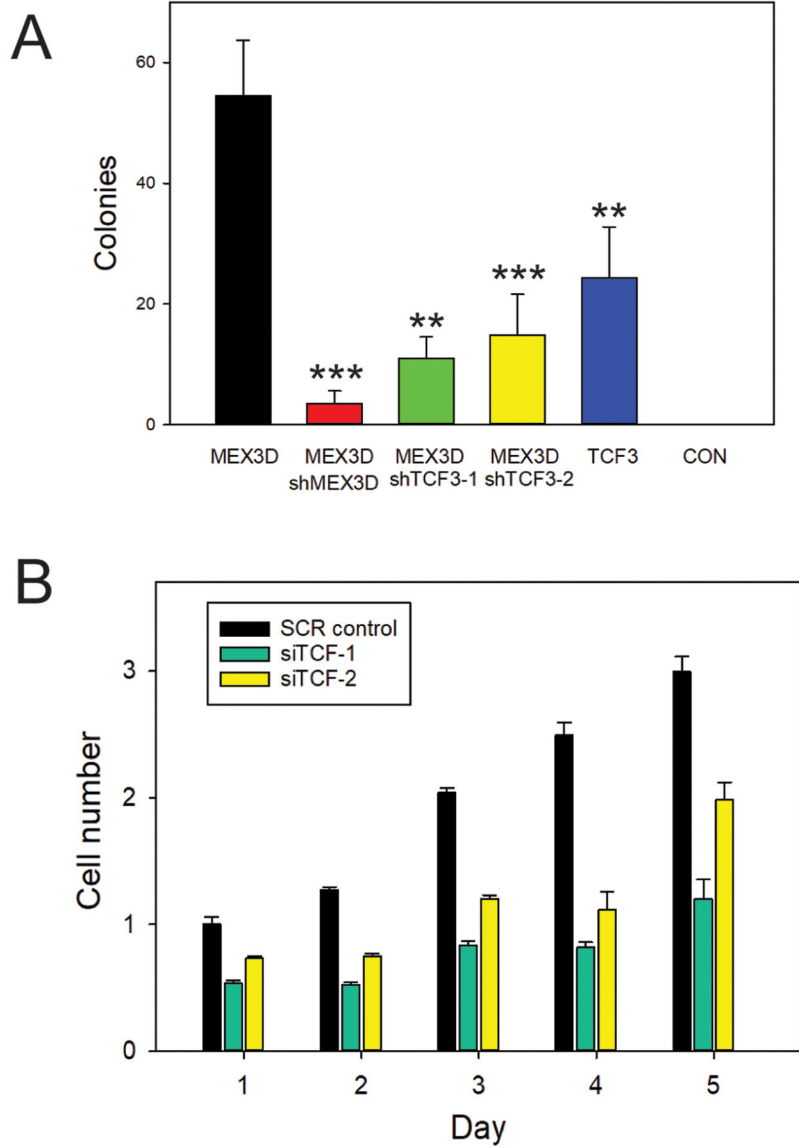 A
Colonies
60
40
20
0
***
**
***
**
MEX3D
MEX3D
shMEX3D
MEX3D
shTCF3-1
MEX3D
shTCF3-2
TCF3
CON
B
SCR control
siTCF-1
siTCF-2
Cell number
3
2
1
0
1 2 3 4 5
Day